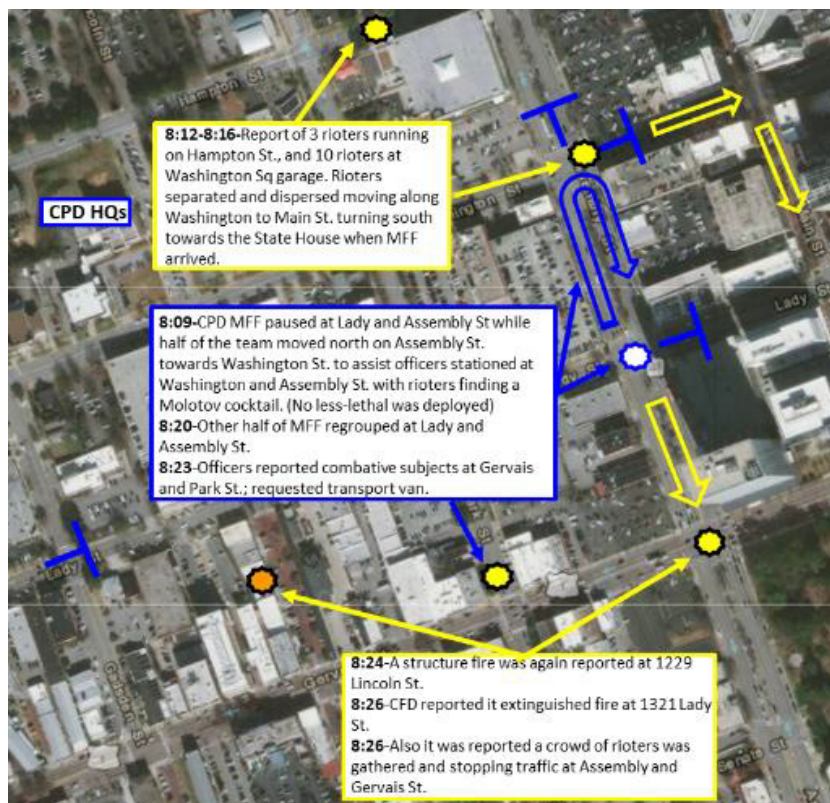 Lincoln St
Hampton St
8:12-8:16-Report of 3 rioters running
on Hampton St., and 10 rioters at
Washington Sq garage. Rioters
separated and dispersed moving along
Washington to Main St. turning south
towards the State House when MFF
arrived.
CPD HQs
Lady St
8:09-CPD MFF paused at Lady and Assembly St while
half of the team moved north on Assembly St.
towards Washington St. to assist officers stationed at
Washington and Assembly St. with rioters finding a
Molotov cocktail. (No less-lethal was deployed)
8:20-Other half of MFF regrouped at Lady and
Assembly St.
8:23-Officers reported combative subjects at Gervais
and Park St.; requested transport van.
Lady St
Gadsden St
8:24-A structure fire was again reported at 1229
Lincoln St.
8:26-CFD reported it extinguished fire at 1321 Lady
St.
8:26-Also it was reported a crowd of rioters was
gathered and stopping traffic at Assembly and
Gervais St.
Senate St